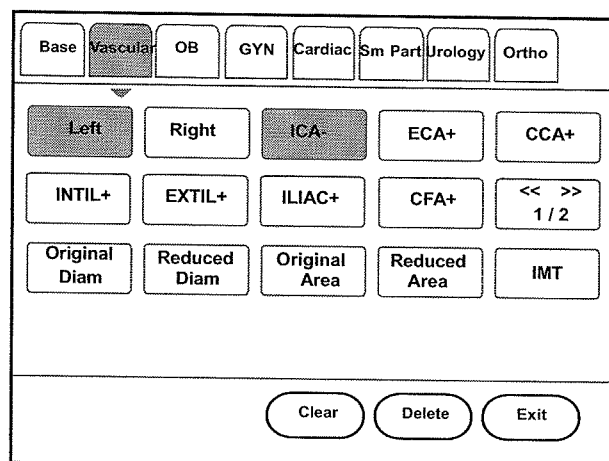 Base Vascular OB GYN Cardiac Sm Part Urology Ortho
Left Right ICA- ECA+ CCA+
INTIL+ EXTIL+ ILIAC+ CFA+ << >>
1 / 2
Original Reduced Original Reduced IMT
Diam Diam Area Area
Clear Delete Exit